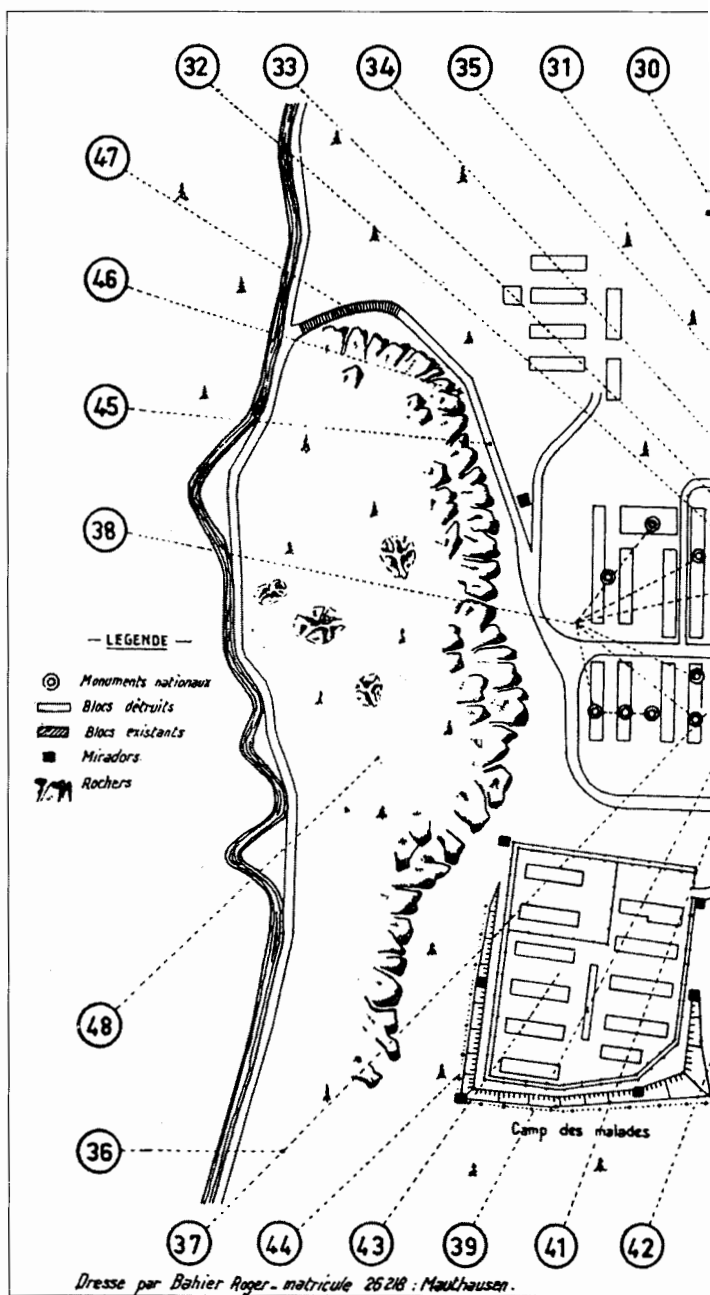 32 33 34 35 31 30
47
46
45
38
— LEGENDE —
Monuments nationaux
Blocs détruits
Blocs existants
Miradors
Rochers
48
36
Camp des malades
37 44 43 39 41 42
Dresse par Bahier Roger - matricule 26218 : Mauthausen.